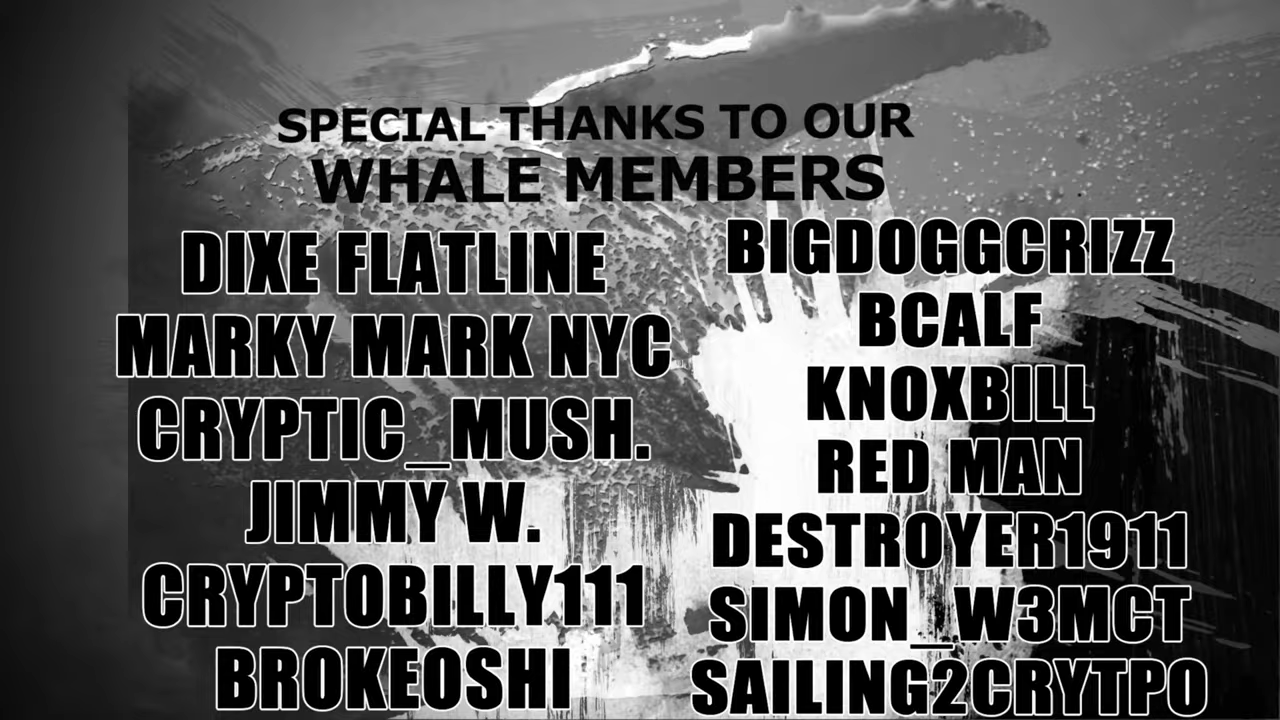 SPECIAL THANKS TO OUR
WHALE MEMBERS
DIXE FLATLINE
MARKY MARK NYC
CRYPTIC_MUSH.
JIMMY W.
CRYPTOBILLY111
BROKEOSHI
BIGDOGGCRIZZ
BCALF
KNOXBILL
RED MAN
DESTROYER1911
SIMON_W3MCT
SAILING2CRYTPO